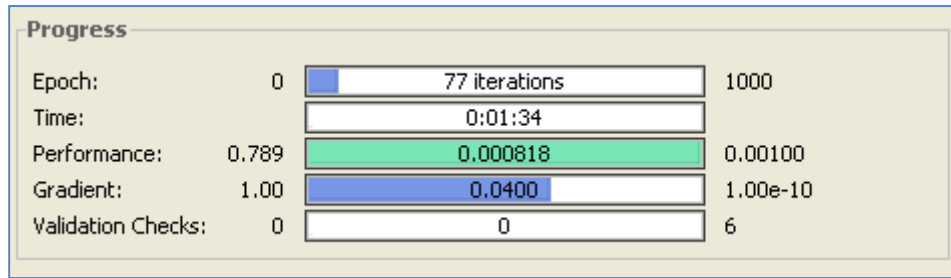 Progress
Epoch: 0 77 iterations 1000
Time: 0:01:34
Performance: 0.789 0.000818 0.00100
Gradient: 1.00 0.0400 1.00e-10
Validation Checks: 0 0 6